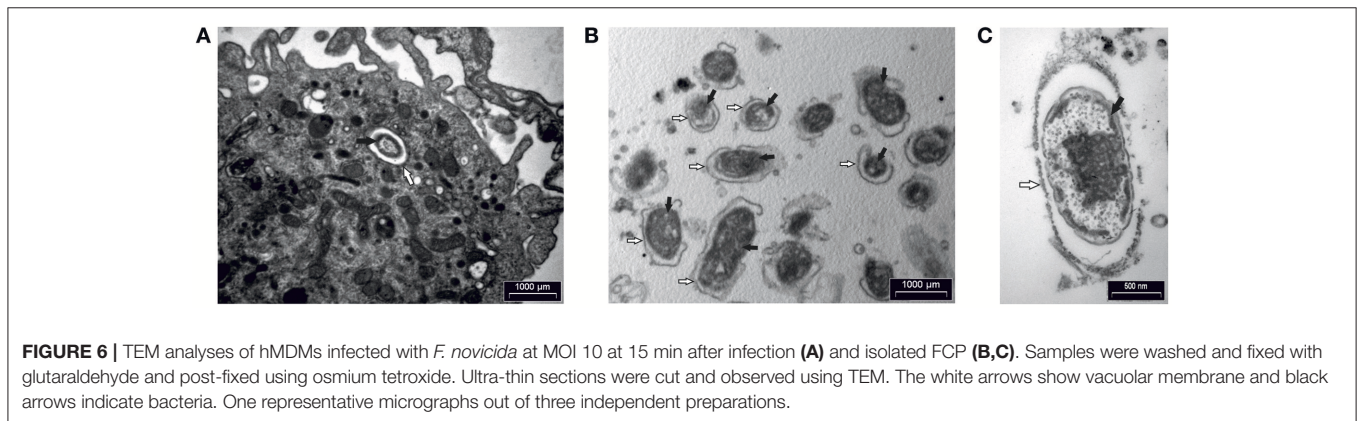 A
B
C
1000 µm
1000 µm
500 nm
FIGURE 6 | TEM analyses of hMDMs infected with F. novicida at MOI 10 at 15 min after infection (A) and isolated FCP (B,C). Samples were washed and fixed with
glutaraldehyde and post-fixed using osmium tetroxide. Ultra-thin sections were cut and observed using TEM. The white arrows show vacuolar membrane and black
arrows indicate bacteria. One representative micrographs out of three independent preparations.